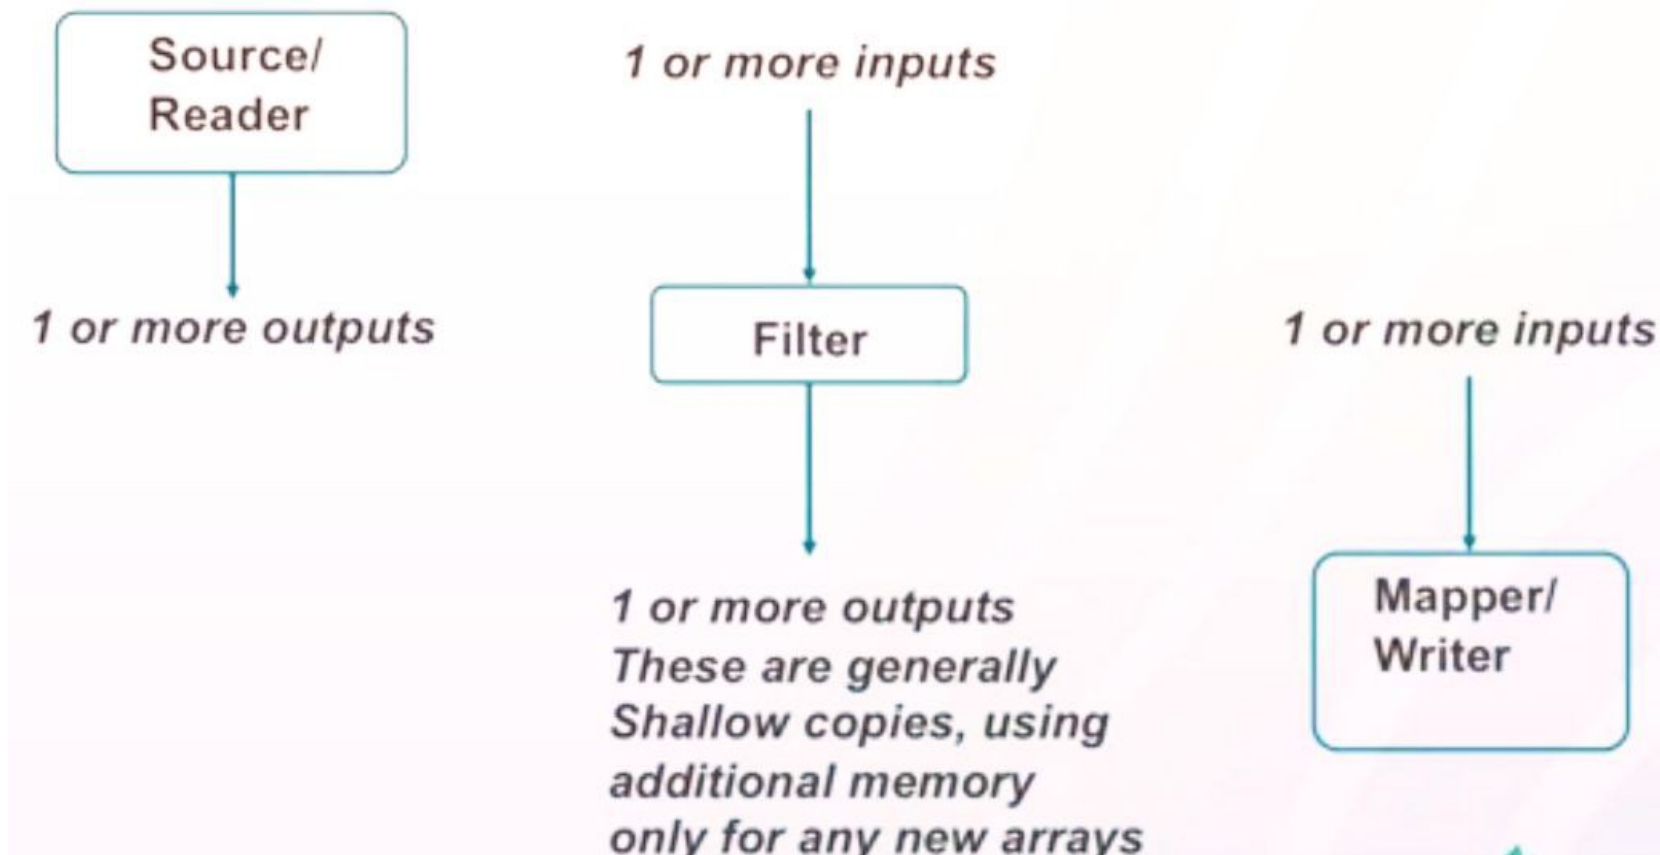 Source/
Reader
1 or more outputs
1 or more inputs
Filter
1 or more outputs
These are generally
Shallow copies, using
additional memory
only for any new arrays
1 or more inputs
Mapper/
Writer